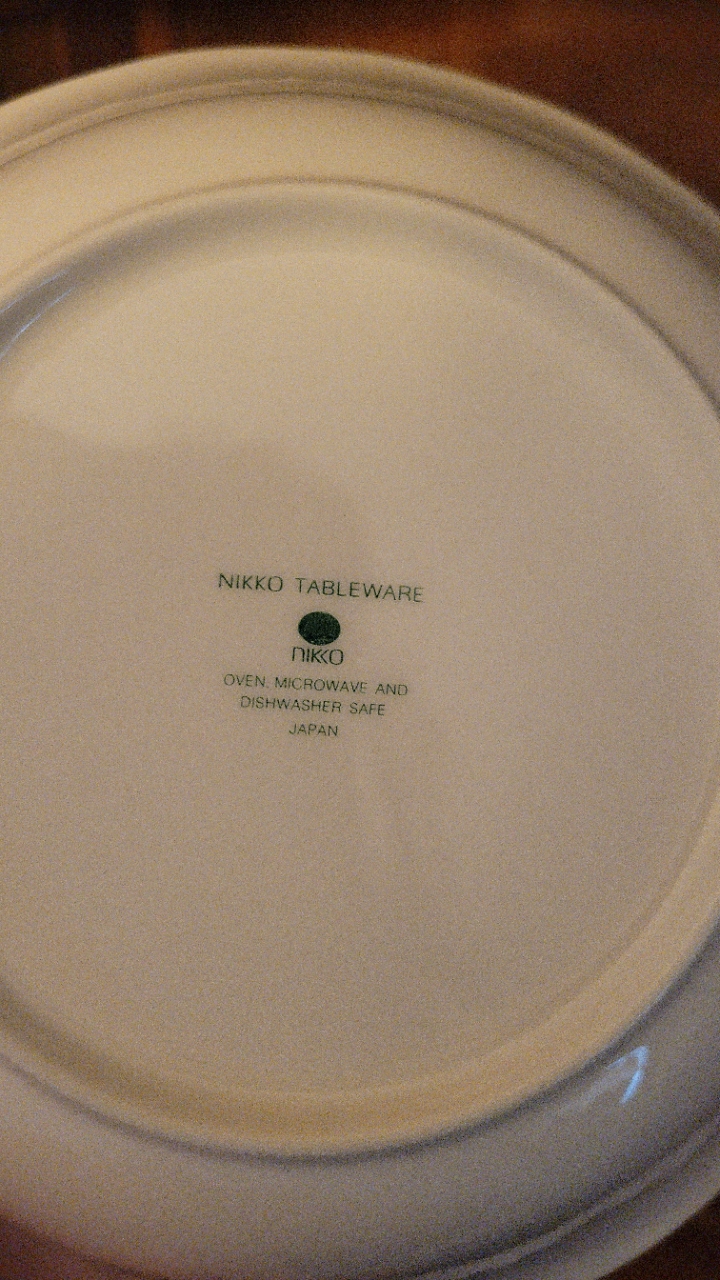 NIKKO TABLEWARE
nikko
OVEN, MICROWAVE AND
DISHWASHER SAFE
JAPAN